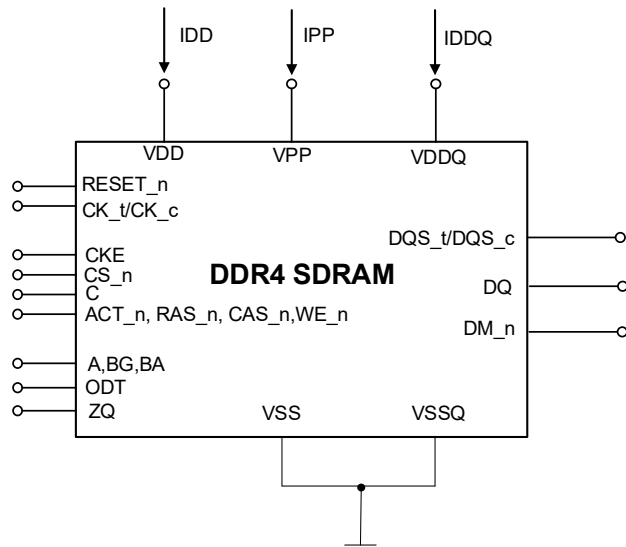 IDD
IPP
IDDQ
VDD
VPP
VDDQ
RESET_n
CK_t/CK_c
DQS_t/DQS_c
CKE
CS_n
DDR4 SDRAM
C
DQ
ACT_n, RAS_n, CAS_n,WE_n
DM_n
A,BG,BA
ODT
ZQ
VSS
VSSQ